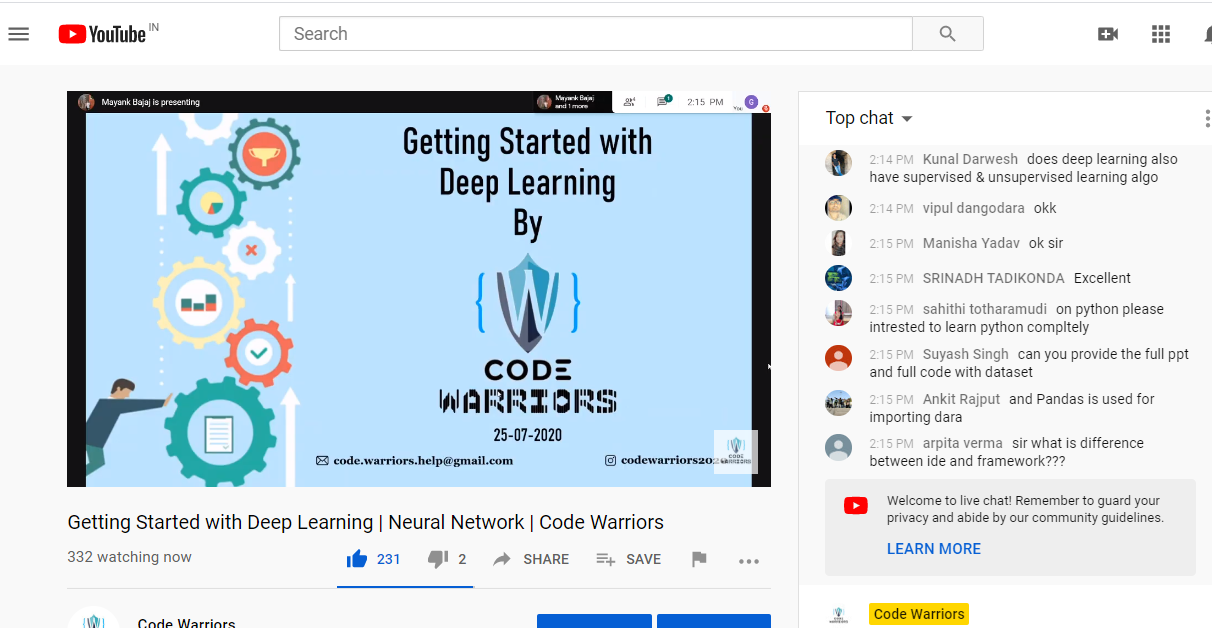 YouTube IN
Search
Mayank Bajaj is presenting
Mayank Bajaj
and 1 more
1
2:15 PM
You
G
Getting Started with
Deep Learning
By
W
CODE
WARRIORS
25-07-2020
code.warriors.help@gmail.com
codewarriors20
CODE
WARRIORS
Getting Started with Deep Learning | Neural Network | Code Warriors
332 watching now
231
2
SHARE
SAVE
Code Warriors
Top chat
2:14 PM Kunal Darwesh does deep learning also
have supervised & unsupervised learning algo
2:14 PM vipul dangodara okk
2:15 PM Manisha Yadav ok sir
2:15 PM SRINADH TADIKONDA Excellent
2:15 PM sahithi totharamudi on python please
intrested to learn python compltely
2:15 PM Suyash Singh can you provide the full ppt
and full code with dataset
2:15 PM Ankit Rajput and Pandas is used for
importing dara
2:15 PM arpita verma sir what is difference
between ide and framework???
Welcome to live chat! Remember to guard your
privacy and abide by our community guidelines.
LEARN MORE
Code Warriors